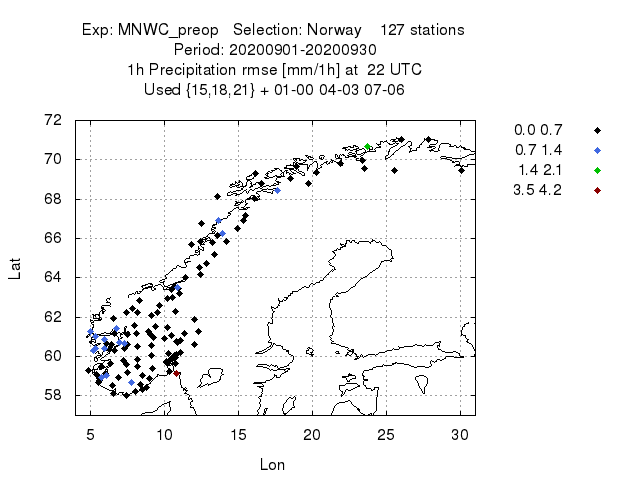 Exp: MNWC_preop Selection: Norway 127 stations
Period: 20200901-20200930
1h Precipitation rmse [mm/1h] at 22 UTC
Used {15,18,21} + 01-00 04-03 07-06
0.0 0.7
0.7 1.4
1.4 2.1
3.5 4.2
72
70
68
66
64
62
60
58
Lat
5 10 15 20 25 30
Lon